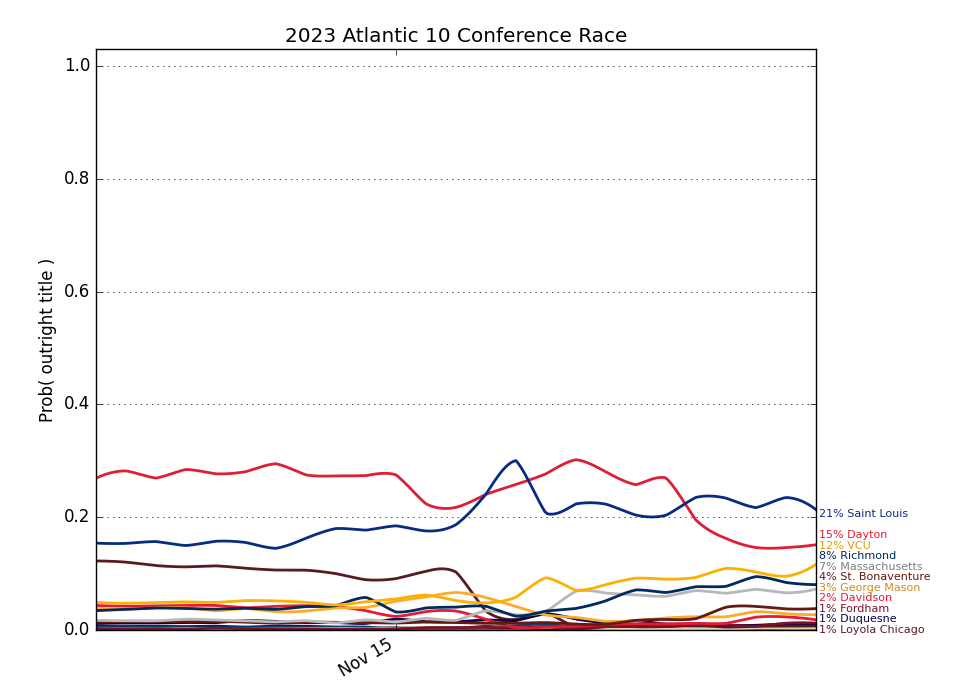 2023 Atlantic 10 Conference Race
Prob( outright title )
1.0
0.8
0.6
0.4
0.2
0.0
Nov 15
21% Saint Louis
15% Dayton
12% VCU
8% Richmond
7% Massachusetts
4% St. Bonaventure
3% George Mason
2% Davidson
1% Fordham
1% Duquesne
1% Loyola Chicago